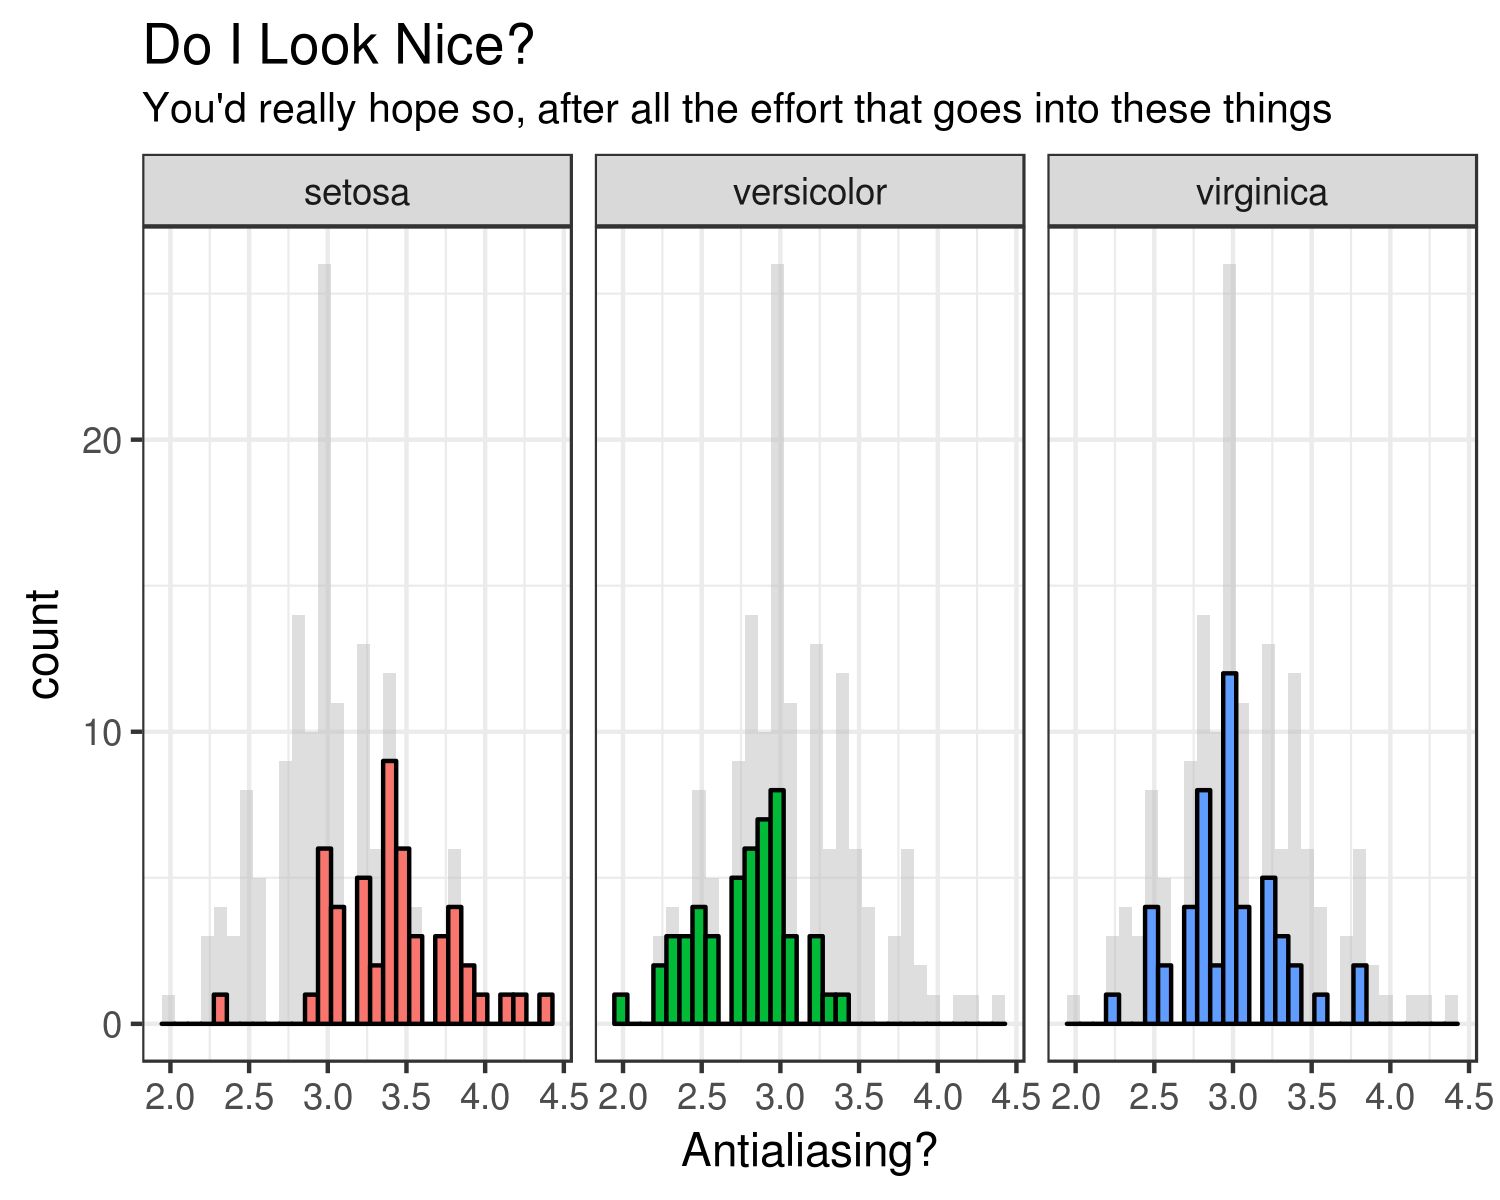 Do I Look Nice?
You'd really hope so, after all the effort that goes into these things
setosa versicolor virginica
20
10
0
count
2.0 2.5 3.0 3.5 4.0 4.5 2.0 2.5 3.0 3.5 4.0 4.5 2.0 2.5 3.0 3.5 4.0 4.5
Antialiasing?